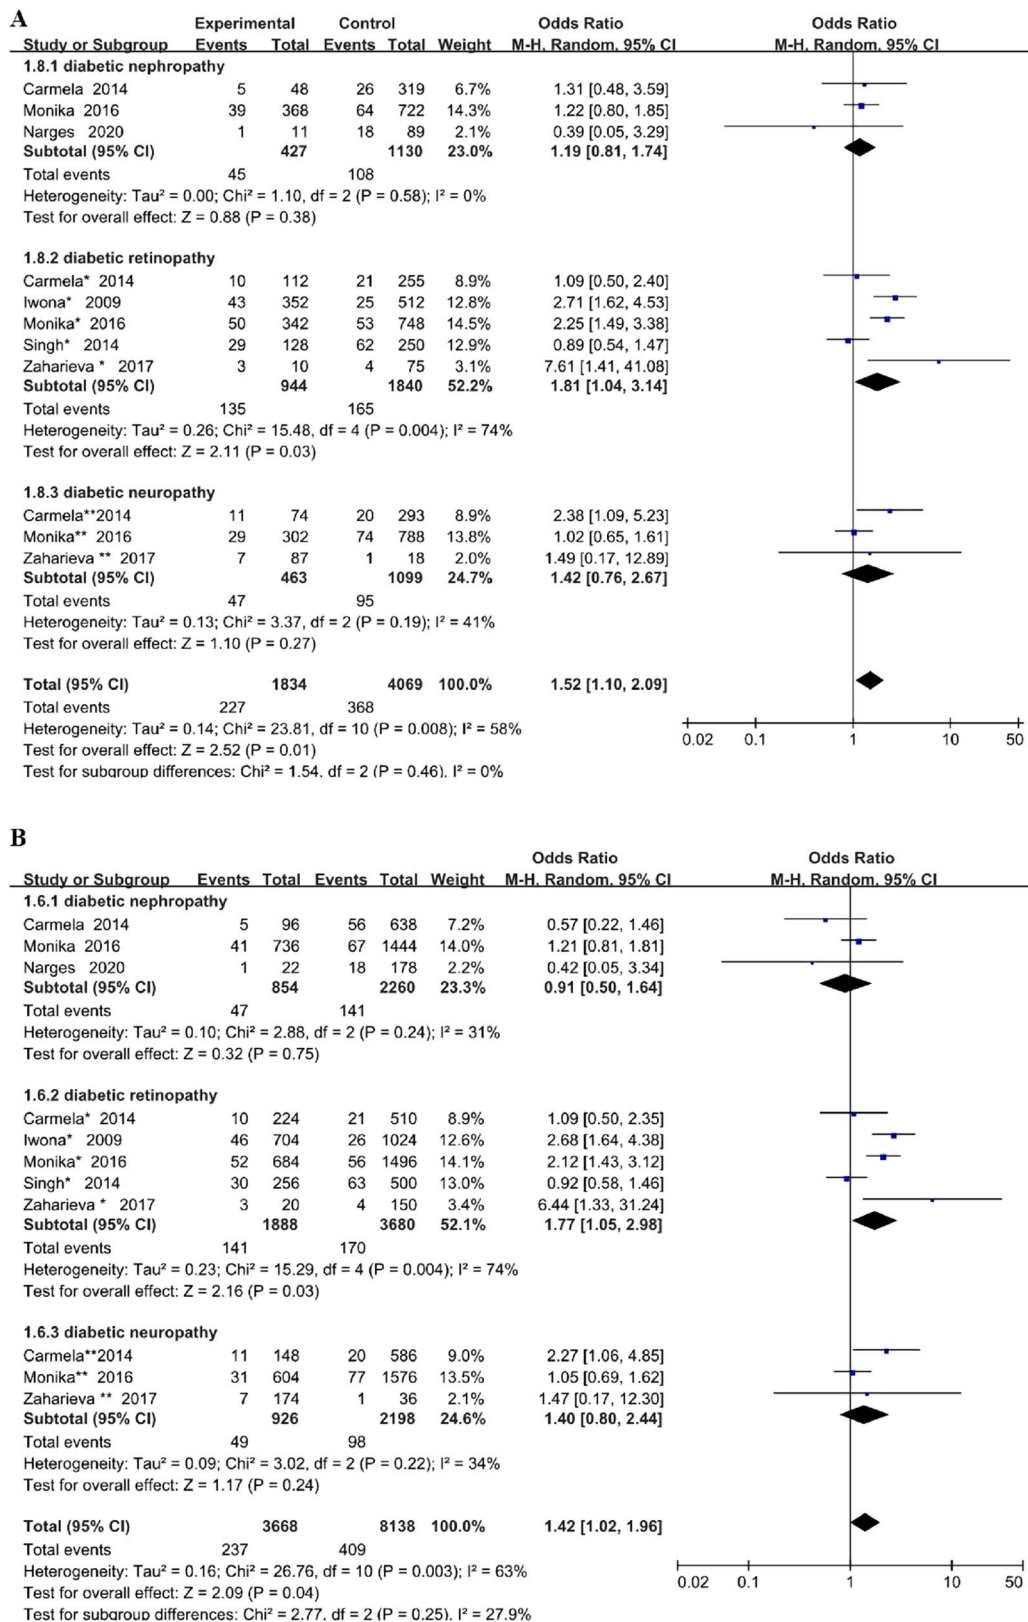 A
Experimental Control Odds Ratio Odds Ratio
Study or Subgroup Events Total Events Total Weight M-H, Random, 95% CI M-H, Random, 95% CI
1.8.1 diabetic nephropathy
Carmela 2014 5 48 26 319 6.7% 1.31 [0.48, 3.59]
Monika 2016 39 368 64 722 14.3% 1.22 [0.80, 1.85]
Narges 2020 1 11 18 89 2.1% 0.39 [0.05, 3.29]
Subtotal (95% CI) 427 1130 23.0% 1.19 [0.81, 1.74]
Total events 45 108
Heterogeneity: Tau² = 0.00; Chi² = 1.10, df = 2 (P = 0.58); I² = 0%
Test for overall effect: Z = 0.88 (P = 0.38)
1.8.2 diabetic retinopathy
Carmela* 2014 10 112 21 255 8.9% 1.09 [0.50, 2.40]
Iwona* 2009 43 352 25 512 12.8% 2.71 [1.62, 4.53]
Monika* 2016 50 342 53 748 14.5% 2.25 [1.49, 3.38]
Singh* 2014 29 128 62 250 12.9% 0.89 [0.54, 1.47]
Zaharieva * 2017 3 10 4 75 3.1% 7.61 [1.41, 41.08]
Subtotal (95% CI) 944 1840 52.2% 1.81 [1.04, 3.14]
Total events 135 165
Heterogeneity: Tau² = 0.26; Chi² = 15.48, df = 4 (P = 0.004); I² = 74%
Test for overall effect: Z = 2.11 (P = 0.03)
1.8.3 diabetic neuropathy
Carmela**2014 11 74 20 293 8.9% 2.38 [1.09, 5.23]
Monika** 2016 29 302 74 788 13.8% 1.02 [0.65, 1.61]
Zaharieva ** 2017 7 87 1 18 2.0% 1.49 [0.17, 12.89]
Subtotal (95% CI) 463 1099 24.7% 1.42 [0.76, 2.67]
Total events 47 95
Heterogeneity: Tau² = 0.13; Chi² = 3.37, df = 2 (P = 0.19); I² = 41%
Test for overall effect: Z = 1.10 (P = 0.27)
Total (95% CI) 1834 4069 100.0% 1.52 [1.10, 2.09]
Total events 227 368
Heterogeneity: Tau² = 0.14; Chi² = 23.81, df = 10 (P = 0.008); I² = 58%
Test for overall effect: Z = 2.52 (P = 0.01)
Test for subgroup differences: Chi² = 1.54, df = 2 (P = 0.46), I² = 0%
0.02 0.1 1 10 50
B
Odds Ratio Odds Ratio
Study or Subgroup Events Total Events Total Weight M-H, Random, 95% CI M-H, Random, 95% CI
1.6.1 diabetic nephropathy
Carmela 2014 5 96 56 638 7.2% 0.57 [0.22, 1.46]
Monika 2016 41 736 67 1444 14.0% 1.21 [0.81, 1.81]
Narges 2020 1 22 18 178 2.2% 0.42 [0.05, 3.34]
Subtotal (95% CI) 854 2260 23.3% 0.91 [0.50, 1.64]
Total events 47 141
Heterogeneity: Tau² = 0.10; Chi² = 2.88, df = 2 (P = 0.24); I² = 31%
Test for overall effect: Z = 0.32 (P = 0.75)
1.6.2 diabetic retinopathy
Carmela* 2014 10 224 21 510 8.9% 1.09 [0.50, 2.35]
Iwona* 2009 46 704 26 1024 12.6% 2.68 [1.64, 4.38]
Monika* 2016 52 684 56 1496 14.1% 2.12 [1.43, 3.12]
Singh* 2014 30 256 63 500 13.0% 0.92 [0.58, 1.46]
Zaharieva * 2017 3 20 4 150 3.4% 6.44 [1.33, 31.24]
Subtotal (95% CI) 1888 3680 52.1% 1.77 [1.05, 2.98]
Total events 141 170
Heterogeneity: Tau² = 0.23; Chi² = 15.29, df = 4 (P = 0.004); I² = 74%
Test for overall effect: Z = 2.16 (P = 0.03)
1.6.3 diabetic neuropathy
Carmela**2014 11 148 20 586 9.0% 2.27 [1.06, 4.85]
Monika** 2016 31 604 77 1576 13.5% 1.05 [0.69, 1.62]
Zaharieva ** 2017 7 174 1 36 2.1% 1.47 [0.17, 12.30]
Subtotal (95% CI) 926 2198 24.6% 1.40 [0.80, 2.44]
Total events 49 98
Heterogeneity: Tau² = 0.09; Chi² = 3.02, df = 2 (P = 0.22); I² = 34%
Test for overall effect: Z = 1.17 (P = 0.24)
Total (95% CI) 3668 8138 100.0% 1.42 [1.02, 1.96]
Total events 237 409
Heterogeneity: Tau² = 0.16; Chi² = 26.76, df = 10 (P = 0.003); I² = 63%
Test for overall effect: Z = 2.09 (P = 0.04)
Test for subgroup differences: Chi² = 2.77, df = 2 (P = 0.25), I² = 27.9%
0.02 0.1 1 10 50